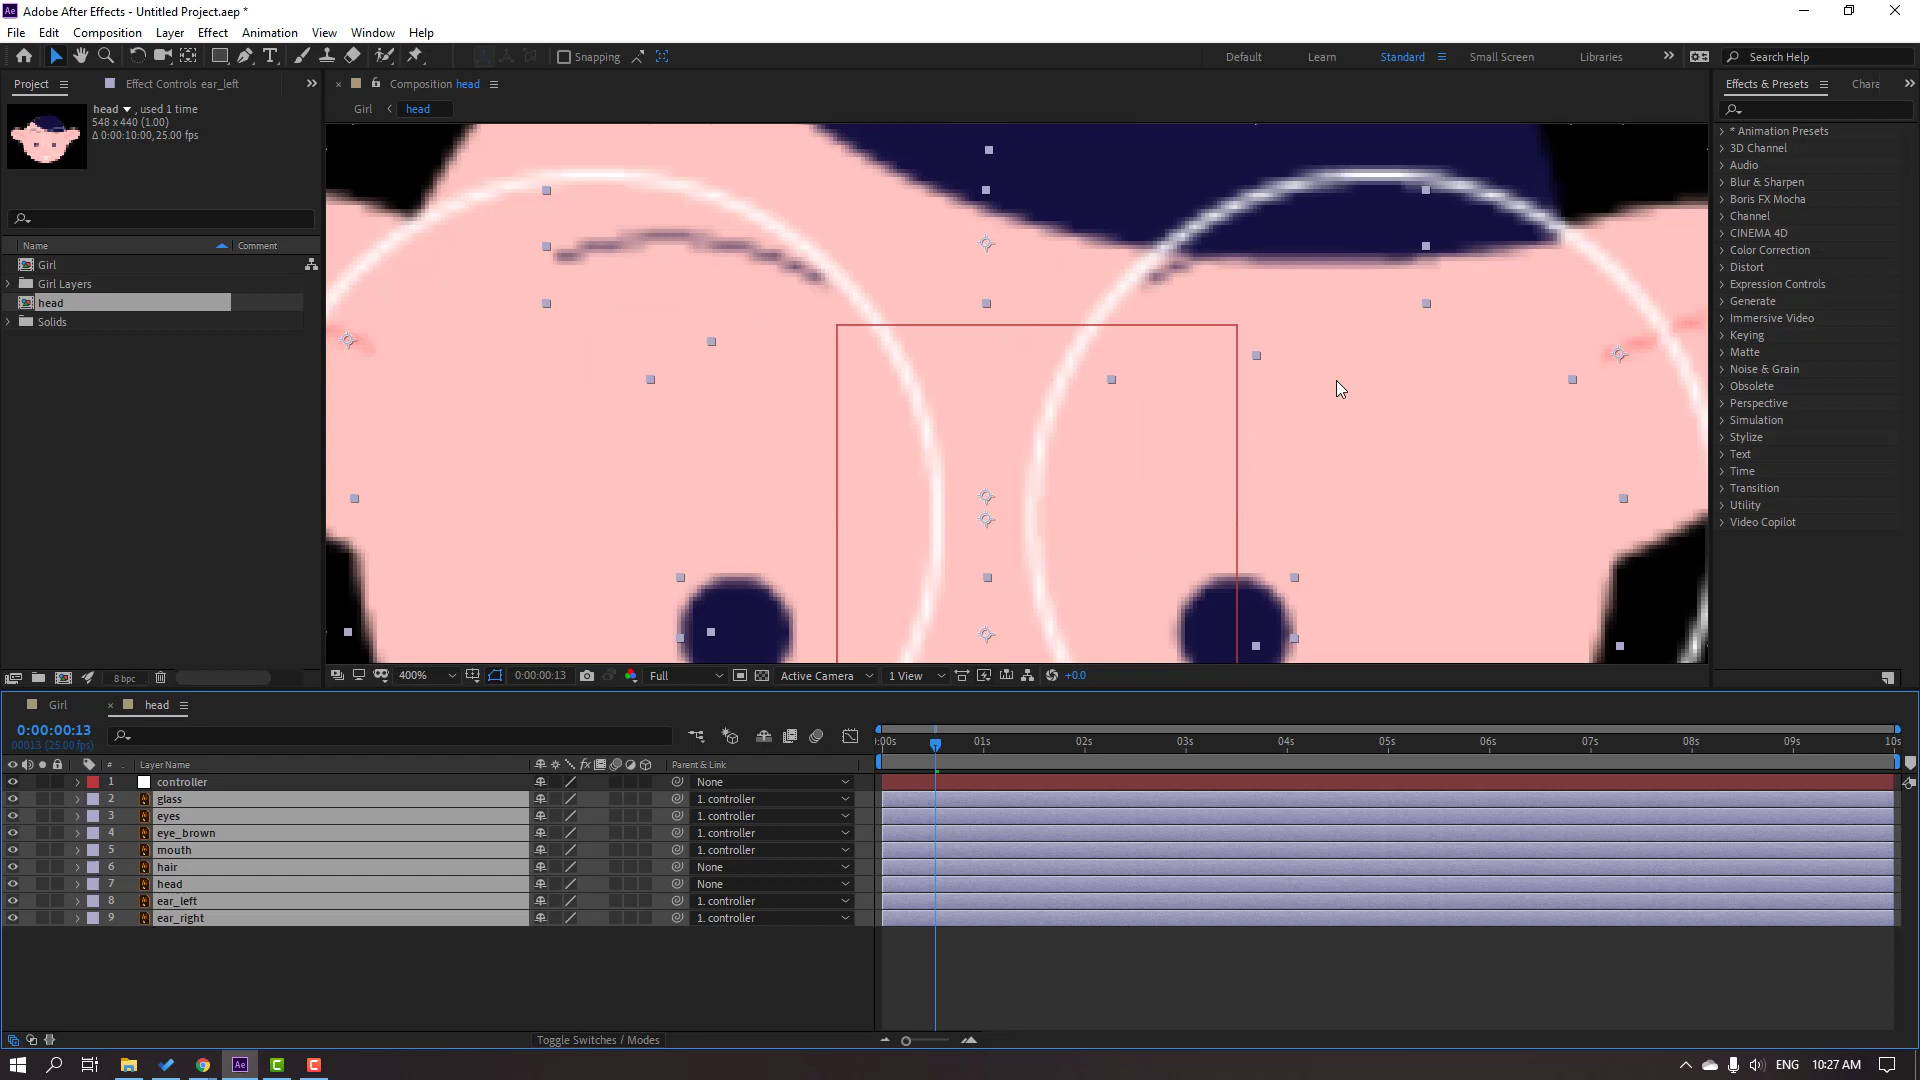 Adobe After Effects - Untitled Project.aep *
File Edit Composition Layer Effect Animation View Window Help
Snapping
Default Learn Standard Small Screen Libraries Search Help
Project Effect Controls ear_left
Composition head
Effects & Presets Chara
head , used 1 time
548 x 440 (1.00)
Δ 0:00:10:00, 25.00 fps
Girl head
Name Comment
Girl
Girl Layers
head
Solids
* Animation Presets
3D Channel
Audio
Blur & Sharpen
Boris FX Mocha
Channel
CINEMA 4D
Color Correction
Distort
Expression Controls
Generate
Immersive Video
Keying
Matte
Noise & Grain
Obsolete
Perspective
Simulation
Stylize
Text
Time
Transition
Utility
Video Copilot
8 bpc
400% 0:00:00:13 Full Active Camera 1 View +0.0
Girl head
0:00:00:13
00013 (25.00 fps)
:00s 01s 02s 03s 04s 05s 06s 07s 08s 09s 10s
# Layer Name Parent & Link
1 controller None
2 glass 1. controller
3 eyes 1. controller
4 eye_brown 1. controller
5 mouth 1. controller
6 hair None
7 head None
8 ear_left 1. controller
9 ear_right 1. controller
Toggle Switches / Modes
ENG 10:27 AM